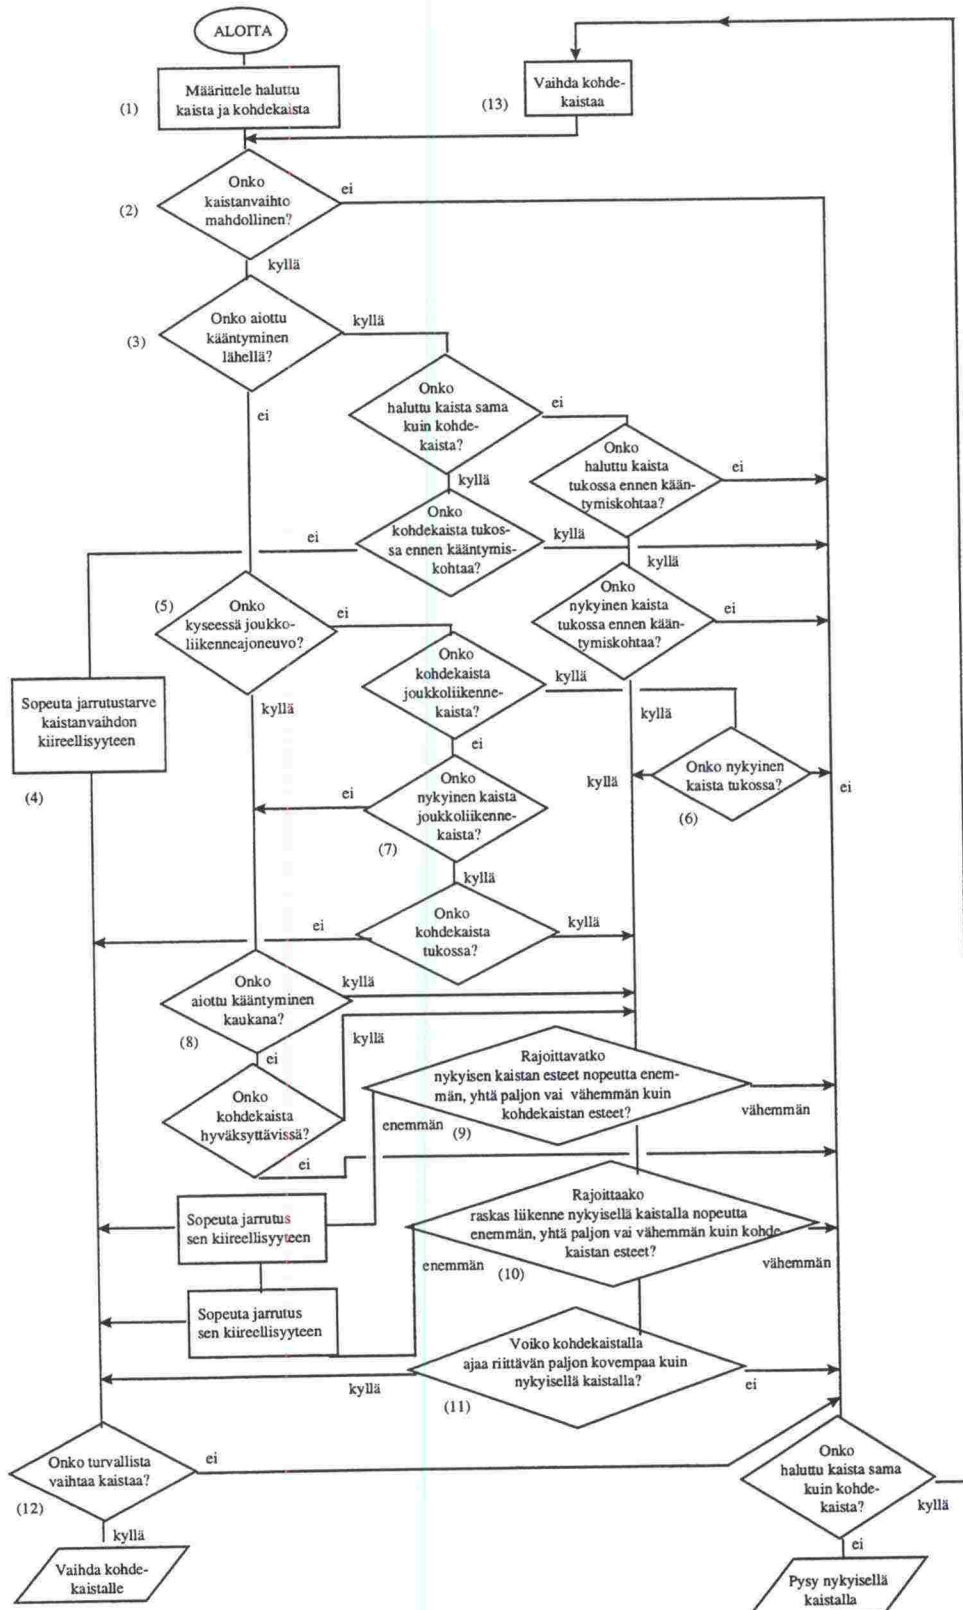 ALOITA
(1)
Määrittele haluttu
kaista ja kohdekaista
(13)
Vaihda kohde-
kaistaa
(2)
Onko
kaistanvaihto
mahdollinen?
ei
kyllä
(3)
Onko aiottu
kääntyminen
lähellä?
kyllä
ei
Onko
haluttu kaista sama
kuin kohde-
kaista?
ei
kyllä
Onko
haluttu kaista
tukossa ennen kään-
tymiskohtaa?
ei
kyllä
Onko
kohdekaista tukos-
sa ennen kääntymis-
kohtaa?
ei
kyllä
Onko
nykyinen kaista
tukossa ennen kään-
tymiskohtaa?
ei
kyllä
(5)
Onko
kyseessä joukko-
liikenneajoneuvo?
ei
kyllä
Onko
kohdekaista
joukkoliikenne-
kaista?
kyllä
ei
Sopeuta jarrutustarve
kaistanvaihdon
kiireellisyyteen
(4)
Onko nykyinen
kaista tukossa?
kyllä
ei
(6)
Onko
nykyinen kaista
joukkoliikenne-
kaista?
ei
(7)
kyllä
Onko
kohdekaista
tukossa?
ei
kyllä
Onko
aiottu kääntyminen
kaukana?
kyllä
(8)
ei
Onko
kohdekaista
hyväksyttävissä?
kyllä
ei
Rajoittavatko
nykyisen kaistan esteet nopeutta enem-
män, yhtä paljon vai vähemmän kuin
kohdekaistan esteet?
enemmän
(9)
vähemmän
Sopeuta jarrutus
sen kiireellisyyteen
Rajoittaako
raskas liikenne nykyisellä kaistalla nopeutta
enemmän, yhtä paljon vai vähemmän kuin kohde
kaistan esteet?
enemmän
(10)
vähemmän
Sopeuta jarrutus
sen kiireellisyyteen
Voiko kohdekaistalla
ajaa riittävän paljon kovempaa kuin
nykyisellä kaistalla?
kyllä
(11)
ei
Onko turvallista
vaihtaa kaistaa?
ei
(12)
kyllä
Vaihda kohde-
kaistalle
Onko
haluttu kaista sama
kuin kohde-
kaista?
kyllä
ei
Pysy nykyisellä
kaistalla